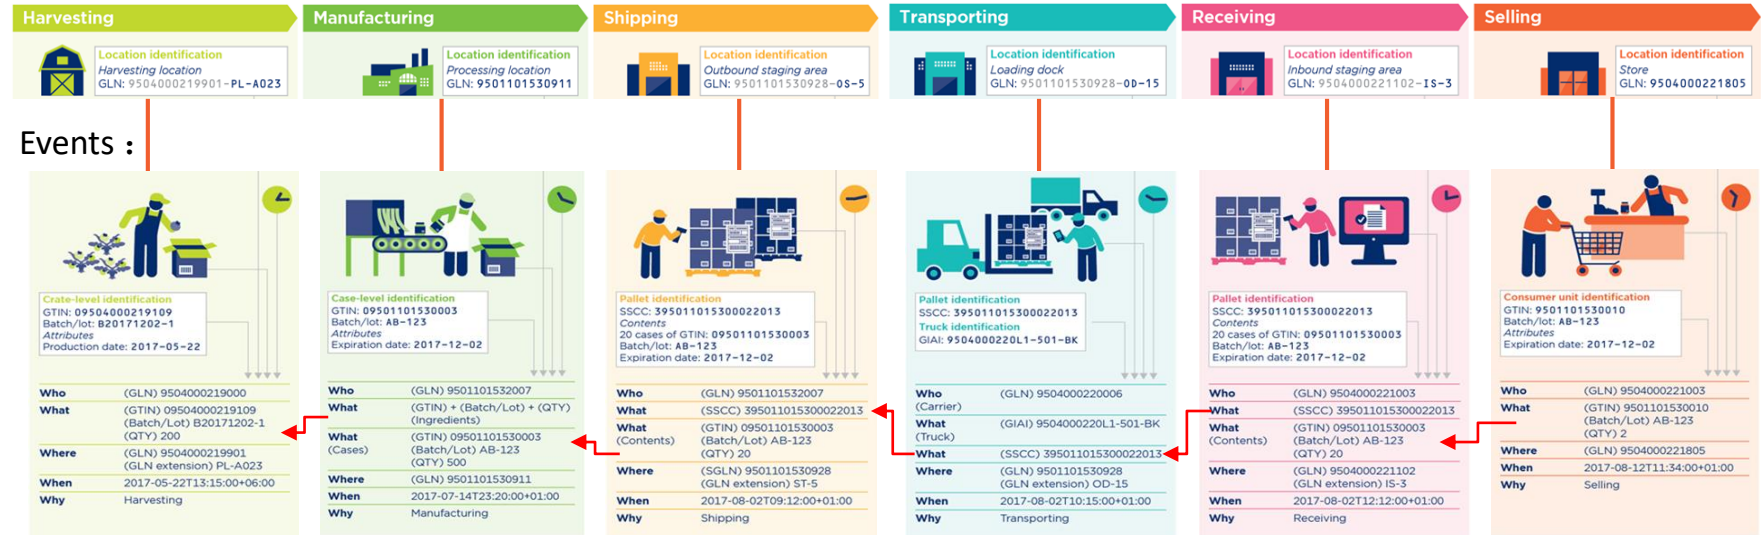 Harvesting
Manufacturing
Shipping
Transporting
Receiving
Selling
Location identification
Harvesting location
GLN: 9504000219901-PL-A023
Location identification
Processing location
GLN: 9501101530911
Location identification
Outbound staging area
GLN: 9501101530928-OS-5
Location identification
Loading dock
GLN: 9501101530928-OD-15
Location identification
Inbound staging area
GLN: 9504000221102-IS-3
Location identification
Store
GLN: 9504000221805
Events：
Crate-level identification
GTIN: 09504000219109
Batch/lot: B20171202-1
Attributes
Production date: 2017-05-22
Who (GLN) 9504000219000
What (GTIN) 09504000219109
(Batch/Lot) B20171202-1
(QTY) 200
Where (GLN) 9504000219901
(GLN extension) PL-A023
When 2017-05-22T13:15:00+06:00
Why Harvesting
Case-level identification
GTIN: 09501101530003
Batch/lot: AB-123
Attributes
Expiration date: 2017-12-02
Who (GLN) 9501101532007
What (GTIN) + (Batch/Lot) + (QTY)
(Ingredients)
What (GTIN) 09501101530003
(Cases) (Batch/Lot) AB-123
(QTY) 500
Where (GLN) 9501101530911
When 2017-07-14T23:20:00+01:00
Why Manufacturing
Pallet identification
SSCC: 395011015300022013
Contents
20 cases of GTIN: 09501101530003
Batch/lot: AB-123
Expiration date: 2017-12-02
Who (GLN) 9501101532007
What (SSCC) 395011015300022013
What (GTIN) 09501101530003
(Contents) (Batch/Lot) AB-123
(QTY) 20
Where (SGLN) 9501101530928
(GLN extension) ST-5
When 2017-08-02T09:12:00+01:00
Why Shipping
Pallet identification
SSCC: 395011015300022013
Truck identification
GIAI: 9504000220L1-501-BK
Who (GLN) 9504000220006
(Carrier)
What (GIAI) 9504000220L1-501-BK
(Truck)
What (SSCC) 395011015300022013
Where (GLN) 9501101530928
(GLN extension) OD-15
When 2017-08-02T10:15:00+01:00
Why Transporting
Pallet identification
SSCC: 395011015300022013
Contents
20 cases of GTIN: 09501101530003
Batch/lot: AB-123
Expiration date: 2017-12-02
Who (GLN) 9504000221003
What (SSCC) 395011015300022013
What (GTIN) 09501101530003
(Contents) (Batch/Lot) AB-123
(QTY) 20
Where (GLN) 9504000221102
(GLN extension) IS-3
When 2017-08-02T12:12:00+01:00
Why Receiving
Consumer unit identification
GTIN: 9501101530010
Batch/lot: AB-123
Attributes
Expiration date: 2017-12-02
Who (GLN) 9504000221003
What (GTIN) 9501101530010
(Batch/Lot) AB-123
(QTY) 2
Where (GLN) 9504000221805
When 2017-08-12T11:34:00+01:00
Why Selling